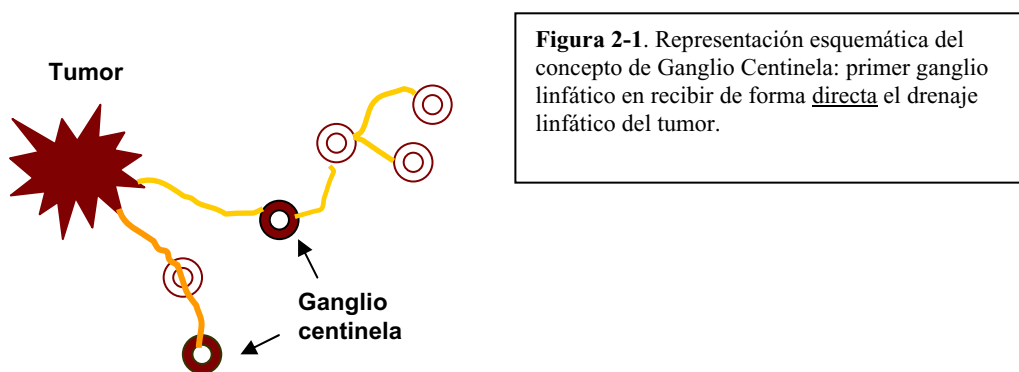 Tumor
Ganglio
centinela
Figura 2-1. Representación esquemática del
concepto de Ganglio Centinela: primer ganglio
linfático en recibir de forma directa el drenaje
linfático del tumor.